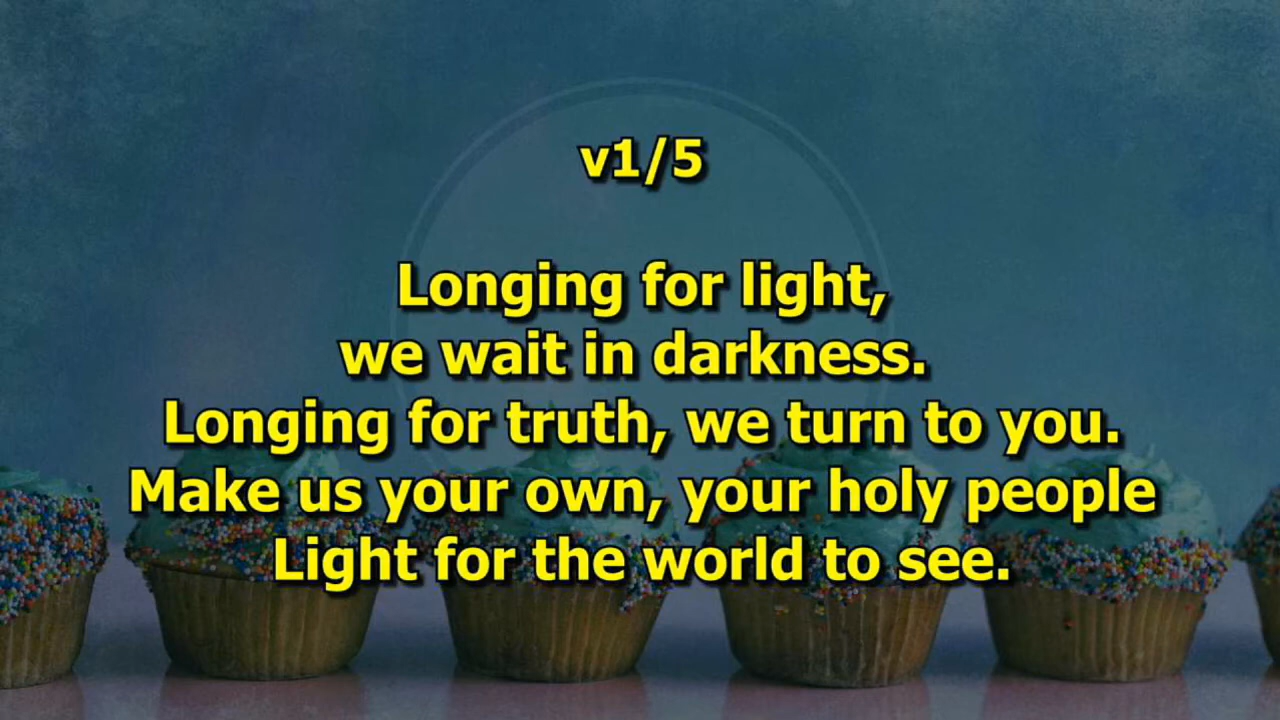 v1/5
Longing for light,
we wait in darkness.
Longing for truth, we turn to you.
Make us your own, your holy people
Light for the world to see.